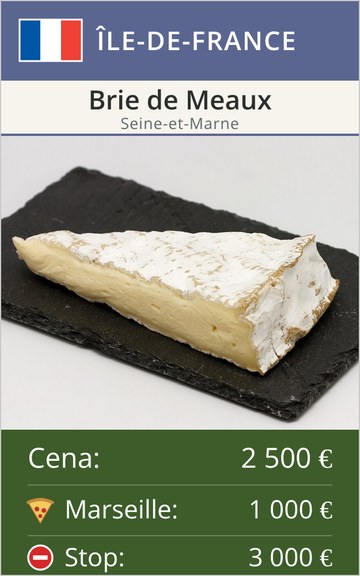 ÎLE-DE-FRANCE
Brie de Meaux
Seine-et-Marne
Cena: 2 500 €
Marseille: 1 000 €
Stop: 3 000 €